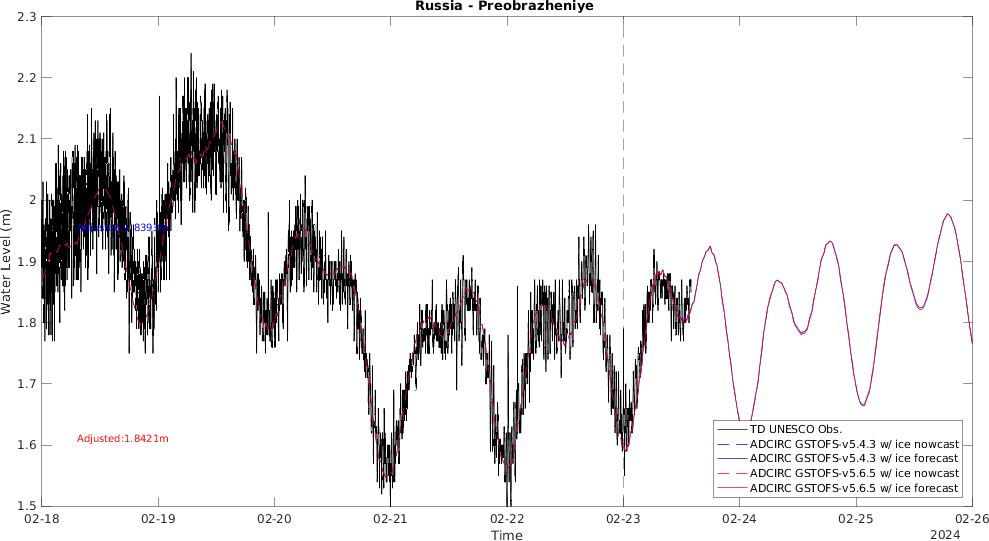 Russia - Preobrazheniye
2.3
2.2
2.1
2
1.9
1.8
1.7
1.6
1.5
Water Level (m)
Adjusted:1.8421m
TD UNESCO Obs.
ADCIRC GSTOFS-v5.4.3 w/ ice nowcast
ADCIRC GSTOFS-v5.4.3 w/ ice forecast
ADCIRC GSTOFS-v5.6.5 w/ ice nowcast
ADCIRC GSTOFS-v5.6.5 w/ ice forecast
02-18 02-19 02-20 02-21 02-22 02-23 02-24 02-25 02-26
Time
2024